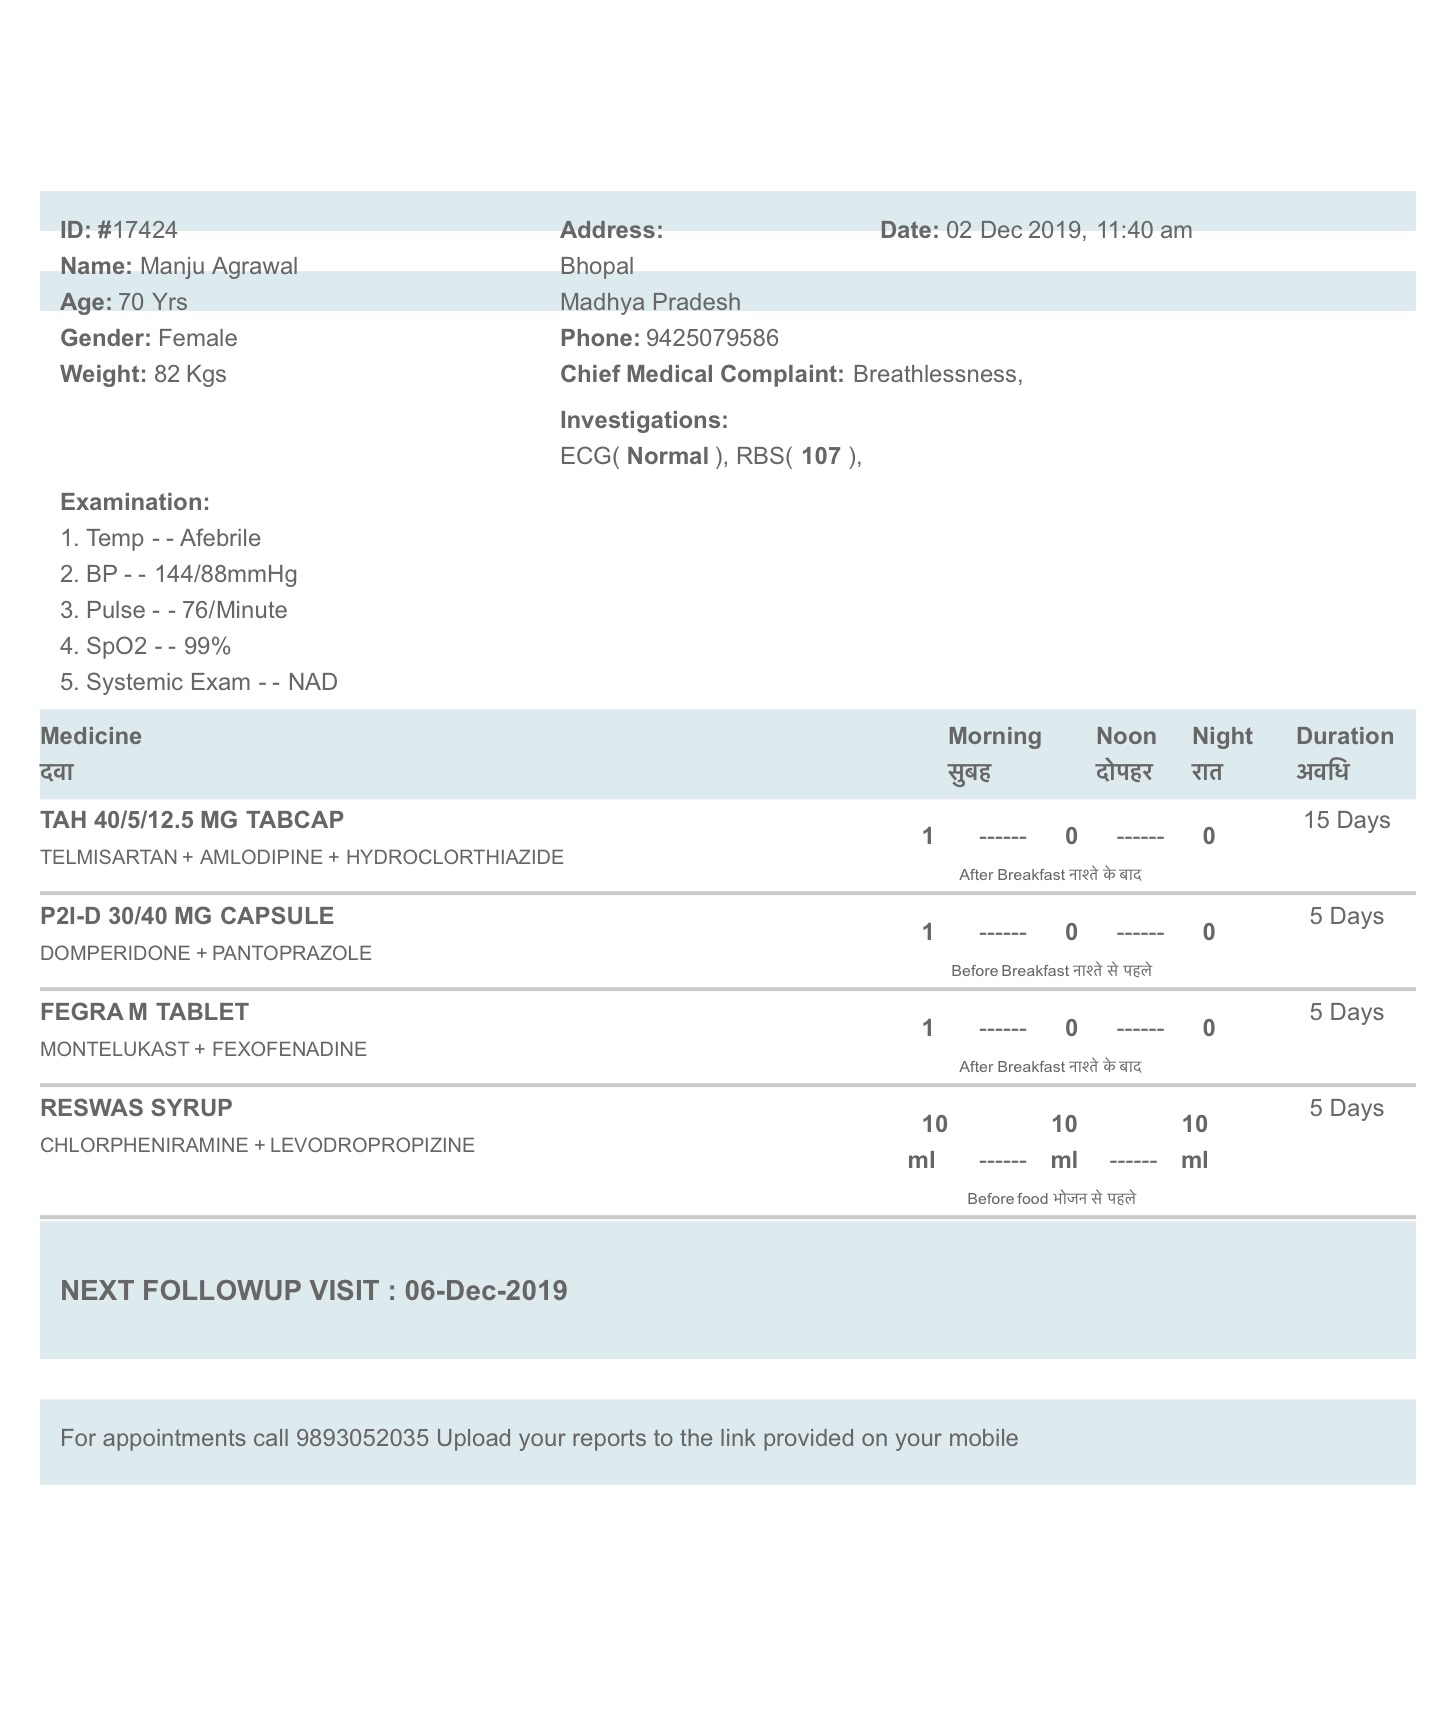 ID: #17424
Name: Manju Agrawal
Age: 70 Yrs
Gender: Female
Weight: 82 Kgs
Address:
Bhopal
Madhya Pradesh
Phone: 9425079586
Chief Medical Complaint: Breathlessness,
Investigations:
ECG( Normal ), RBS( 107 ),
Date: 02 Dec 2019, 11:40 am
Examination:
1. Temp - - Afebrile
2. BP - - 144/88mmHg
3. Pulse - - 76/Minute
4. SpO2 - - 99%
5. Systemic Exam - - NAD
Medicine Morning Noon Night Duration
दवा सुबह दोपहर रात अवधि
TAH 40/5/12.5 MG TABCAP 15 Days
1 ------ 0 ------ 0
TELMISARTAN + AMLODIPINE + HYDROCLORTHIAZIDE
After Breakfast नाश्ते के बाद
P2I-D 30/40 MG CAPSULE 5 Days
1 ------ 0 ------ 0
DOMPERIDONE + PANTOPRAZOLE
Before Breakfast नाश्ते से पहले
FEGRA M TABLET 5 Days
1 ------ 0 ------ 0
MONTELUKAST + FEXOFENADINE
After Breakfast नाश्ते के बाद
RESWAS SYRUP 5 Days
10 10 10
CHLORPHENIRAMINE + LEVODROPROPIZINE
ml ------ ml ------ ml
Before food भोजन से पहले
NEXT FOLLOWUP VISIT : 06-Dec-2019
For appointments call 9893052035 Upload your reports to the link provided on your mobile